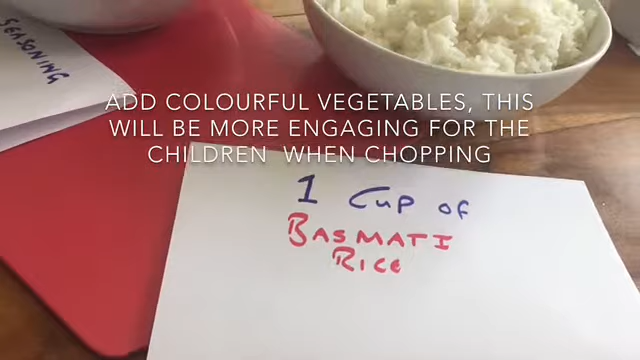 SEASONING
ADD COLOURFUL VEGETABLES, THIS
WILL BE MORE ENGAGING FOR THE
CHILDREN WHEN CHOPPING
1 CUP OF
BASMATI
RICE